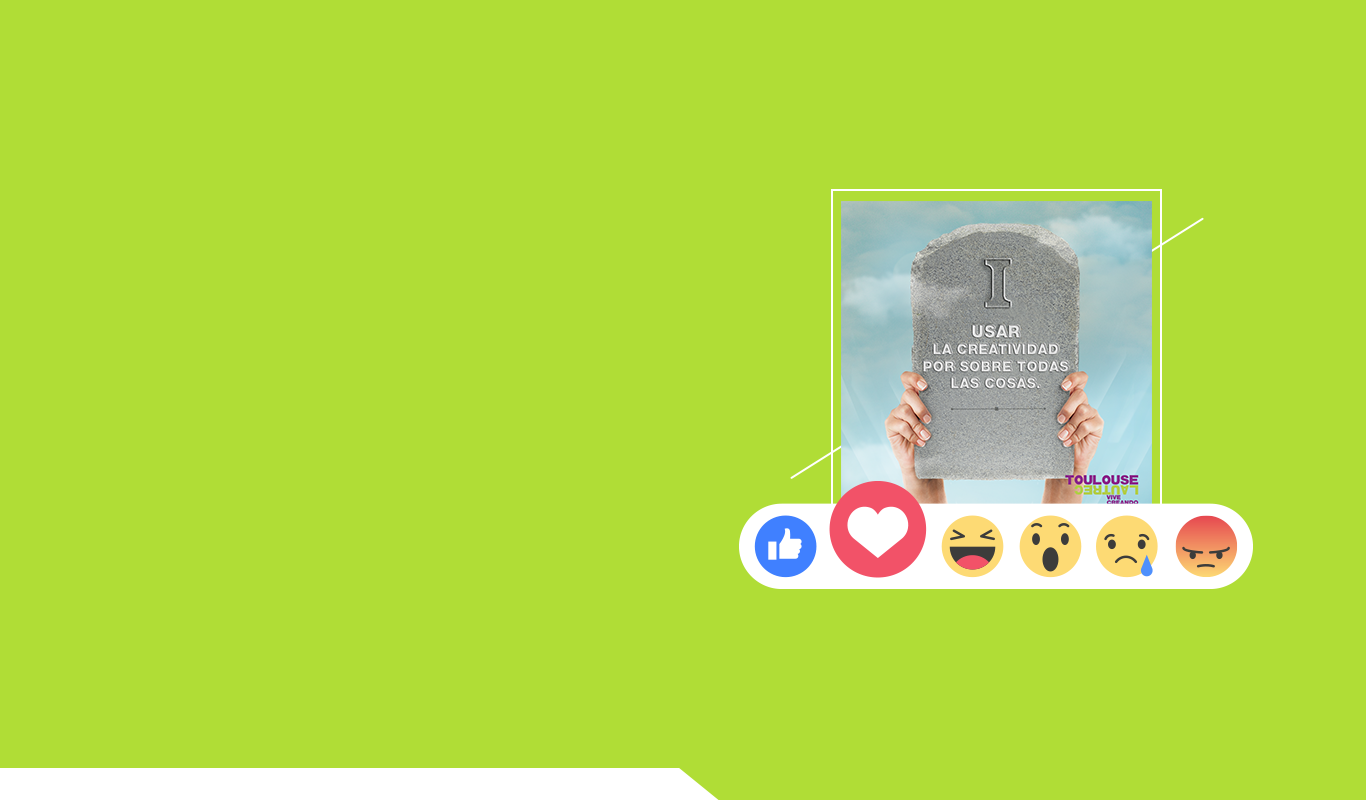 I
USAR
LA CREATIVIDAD
POR SOBRE TODAS
LAS COSAS.
TOULOUSE
LAUTREC
VIVE
CREANDO